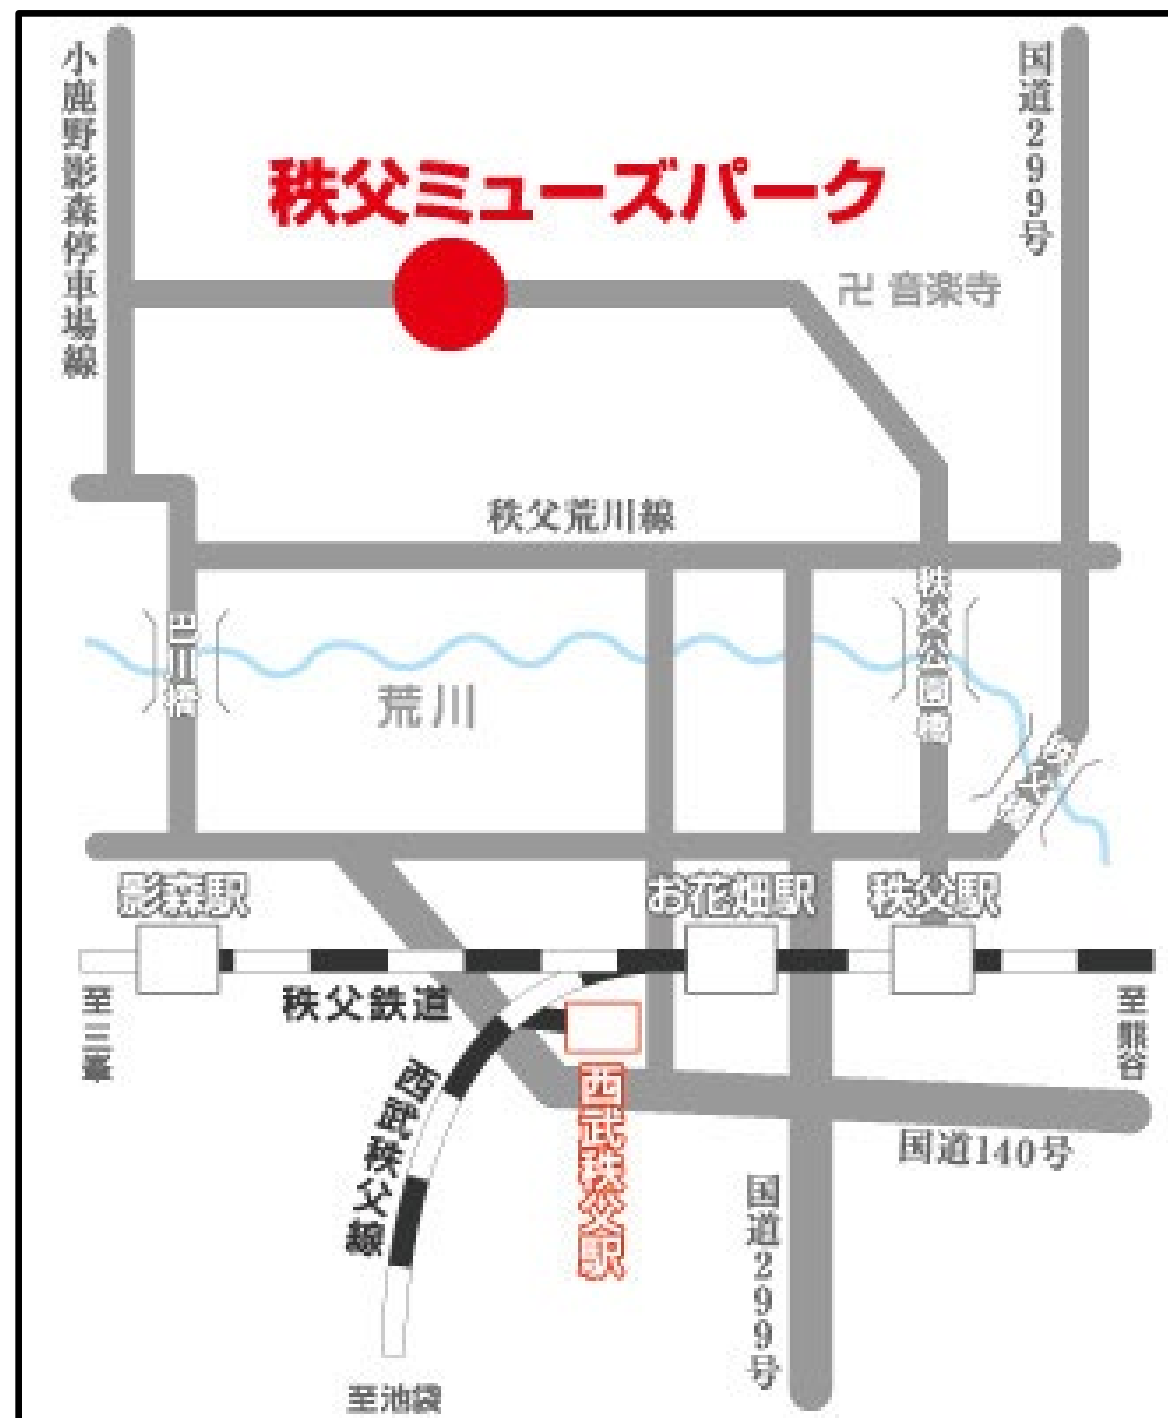 小鹿野影森停車場線
国道299号
秩父ミューズパーク
卍 音楽寺
秩父荒川線
巴川橋
秩父公園橋
荒川
影森駅
お花畑駅
秩父駅
秩父鉄道
至三峯
至熊谷
西武秩父線
西武秩父駅
国道140号
国道299号
至池袋